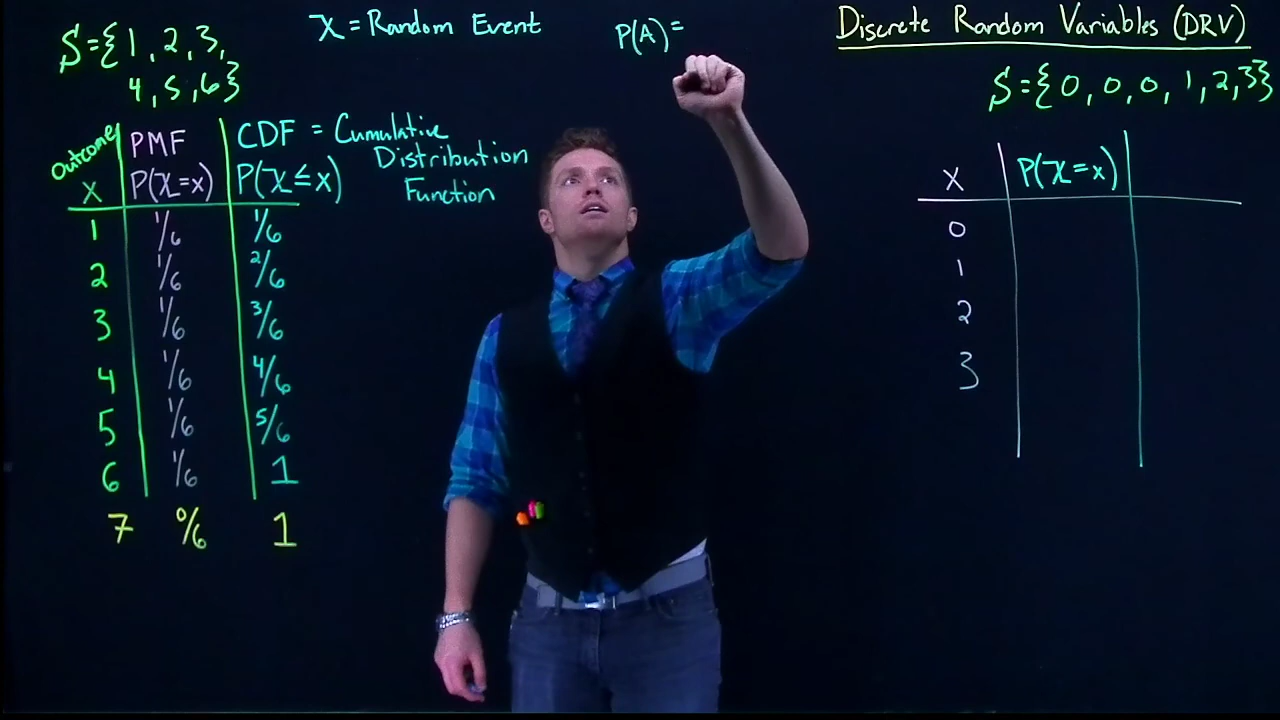 S={1, 2, 3,
4, 5, 6}
X = Random Event
P(A)=
Discrete Random Variables (DRV)
S={0, 0, 0, 1, 2, 3}
Outcome
X
PMF
P(X=x)
CDF = Cumulative
Distribution
Function
P(X≤x)
1 1/6 1/6
2 1/6 2/6
3 1/6 3/6
4 1/6 4/6
5 1/6 5/6
6 1/6 1
7 0/6 1
X P(X=x)
0
1
2
3